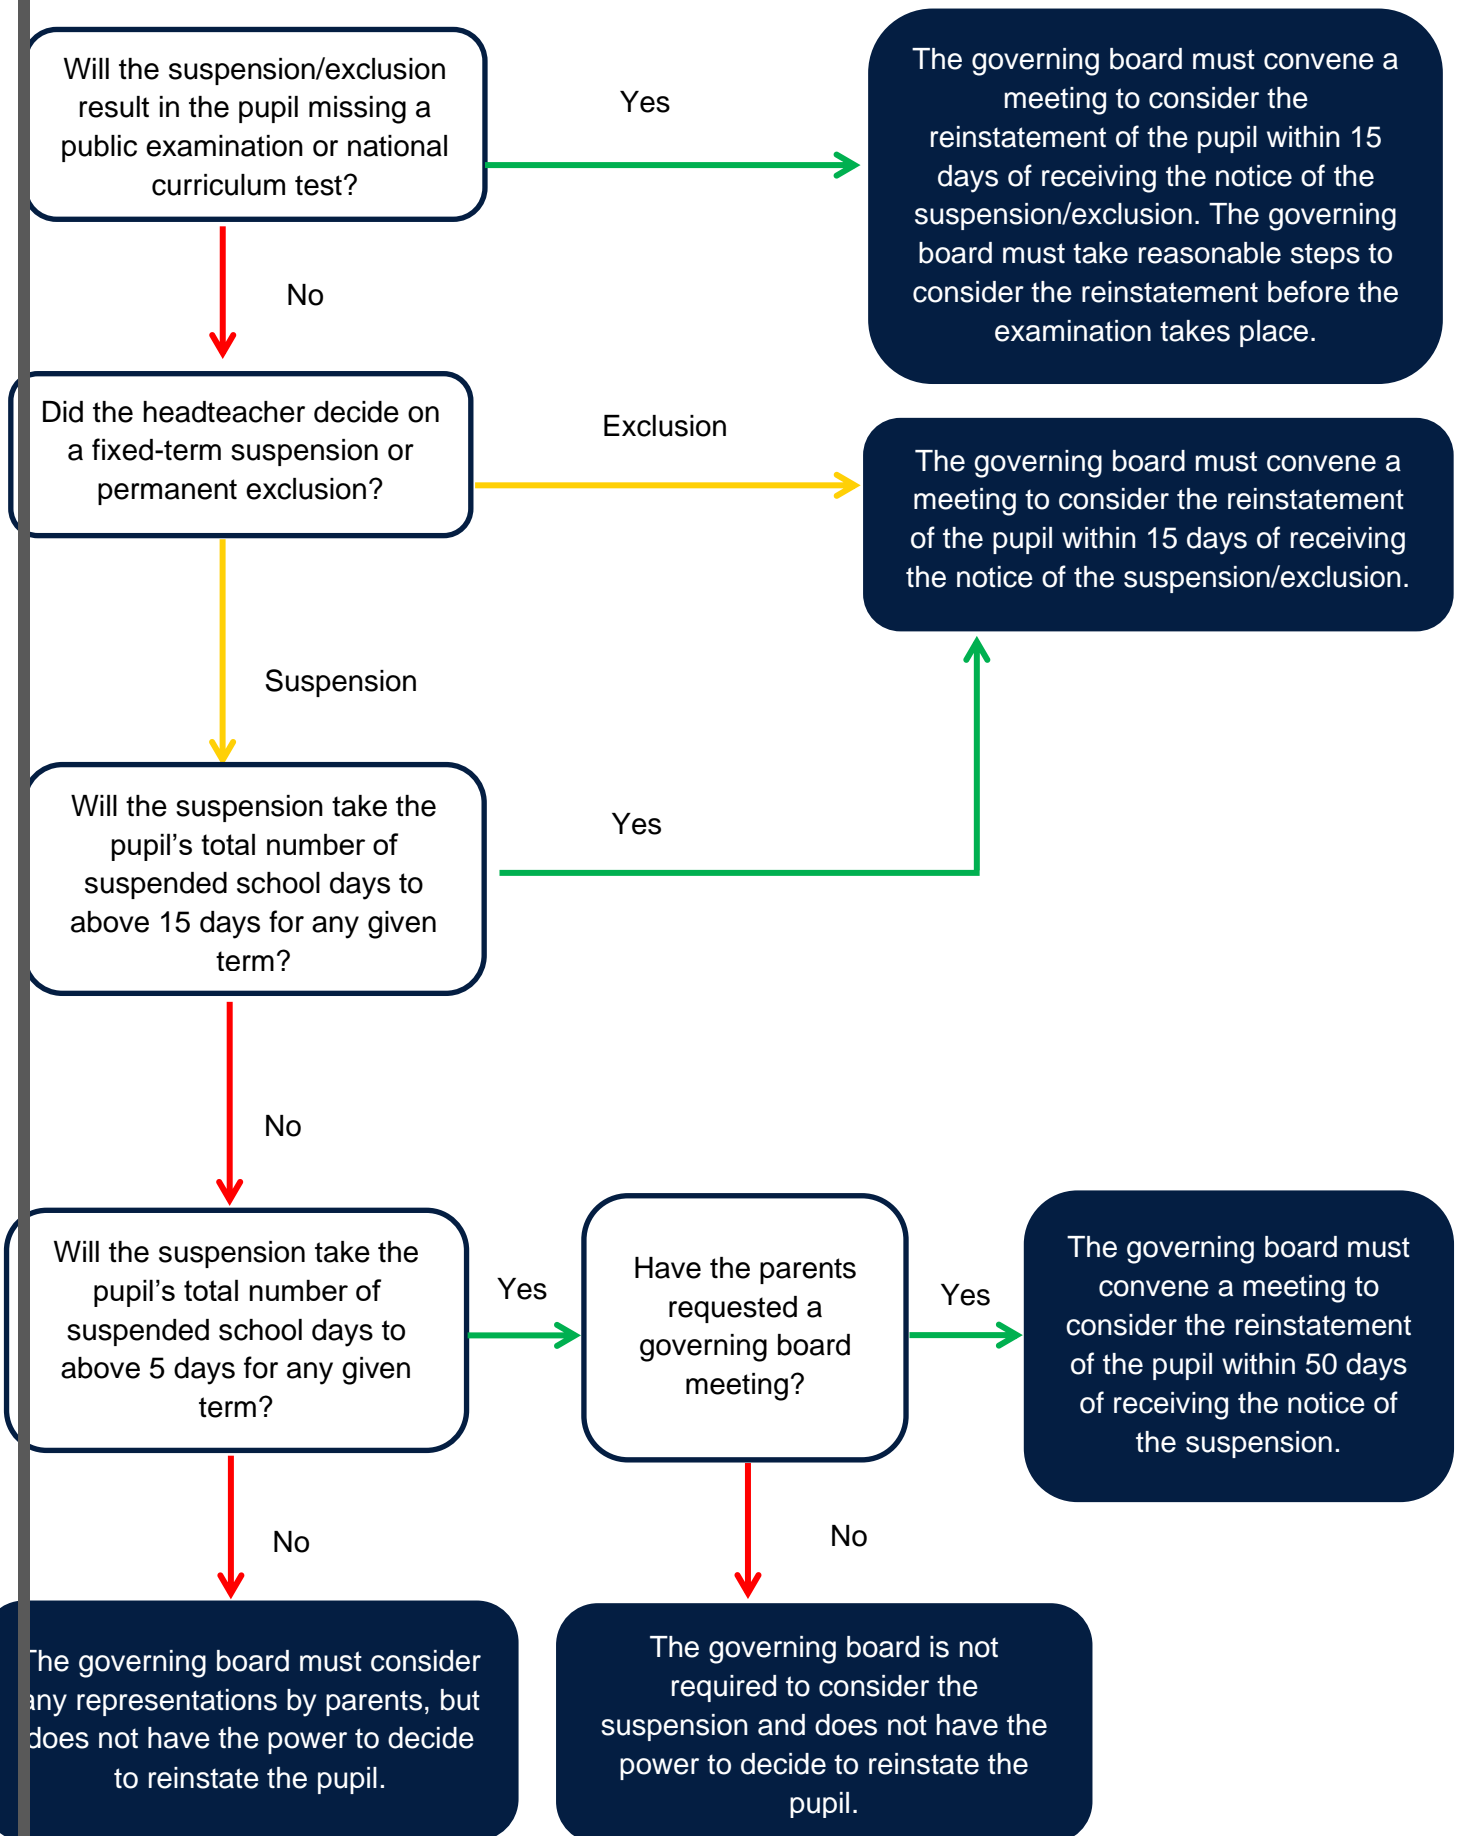 Will the suspension/exclusion
result in the pupil missing a
public examination or national
curriculum test?
Yes
The governing board must convene a
meeting to consider the
reinstatement of the pupil within 15
days of receiving the notice of the
suspension/exclusion. The governing
board must take reasonable steps to
consider the reinstatement before the
examination takes place.
No
Did the headteacher decide on
a fixed-term suspension or
permanent exclusion?
Exclusion
The governing board must convene a
meeting to consider the reinstatement
of the pupil within 15 days of receiving
the notice of the suspension/exclusion.
Suspension
Will the suspension take the
pupil’s total number of
suspended school days to
above 15 days for any given
term?
Yes
No
Will the suspension take the
pupil’s total number of
suspended school days to
above 5 days for any given
term?
Yes
Have the parents
requested a
governing board
meeting?
Yes
The governing board must
convene a meeting to
consider the reinstatement
of the pupil within 50 days
of receiving the notice of
the suspension.
No
No
The governing board must consider
any representations by parents, but
does not have the power to decide
to reinstate the pupil.
The governing board is not
required to consider the
suspension and does not have the
power to decide to reinstate the
pupil.